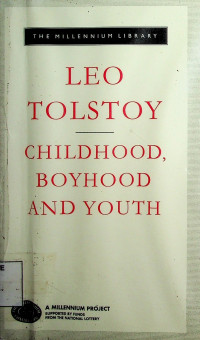 THE MILLENNIUM LIBRARY
LEO
TOLSTOY
CHILDHOOD,
BOYHOOD
AND YOUTH
A MILLENNIUM PROJECT
SUPPORTED BY FUNDS
FROM THE NATIONAL LOTTERY